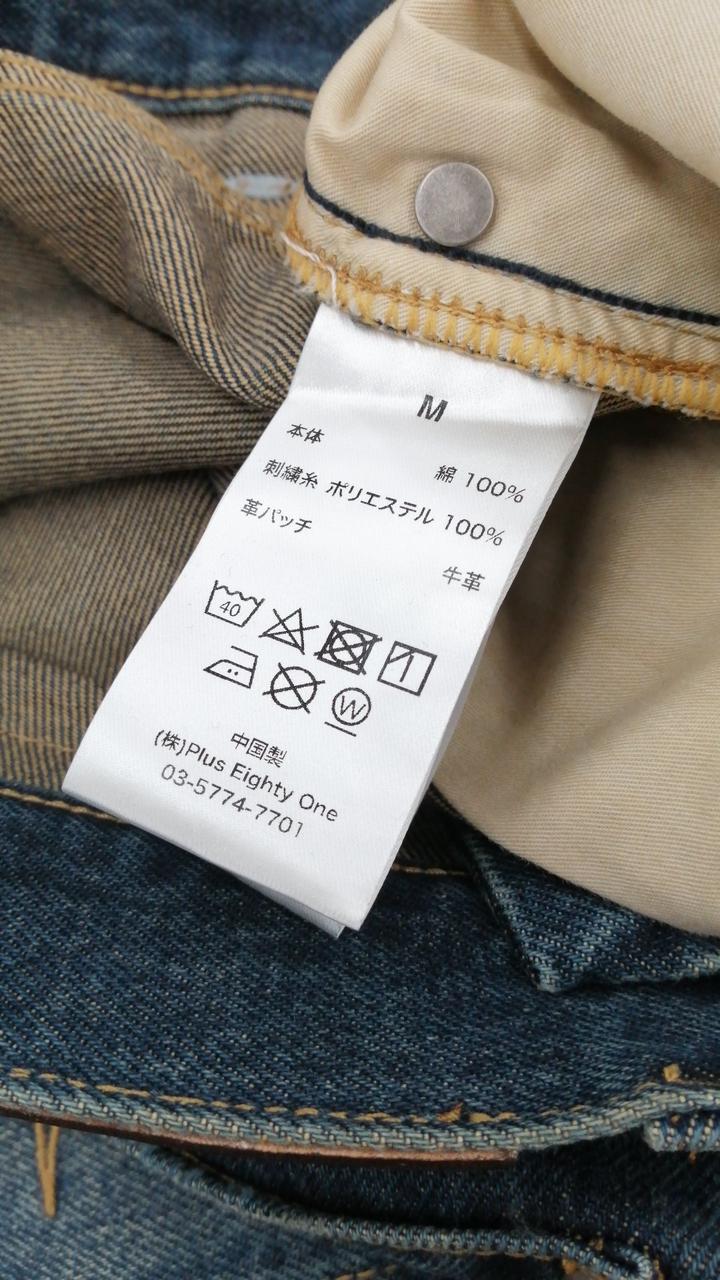 M
本体
綿 100%
刺繍糸 ポリエステル 100%
革パッチ
牛革
40
W
中国製
(株)Plus Eighty One
03-5774-7701